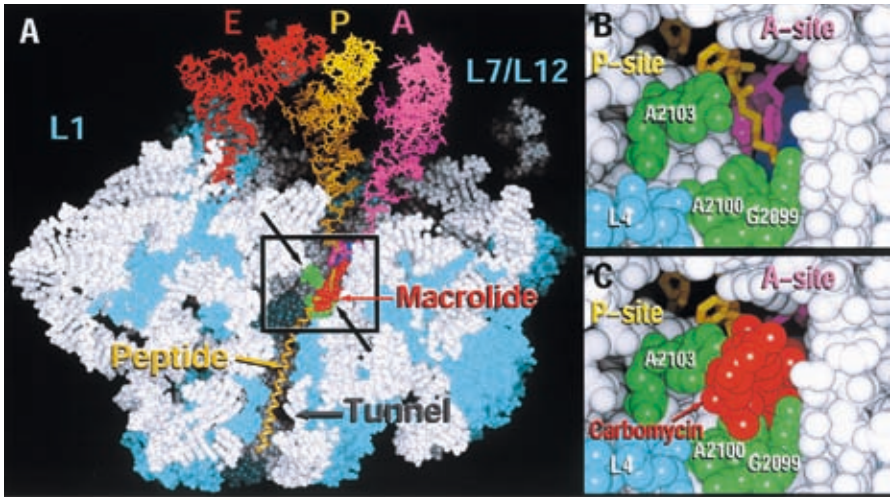 A
E P A
L7/L12
L1
Macrolide
Peptide
Tunnel
B
A-site
P-site
A2103
A2100
L4
G2099
C
A-site
P-site
A2103
Carbomycin
A2100
L4
G2099